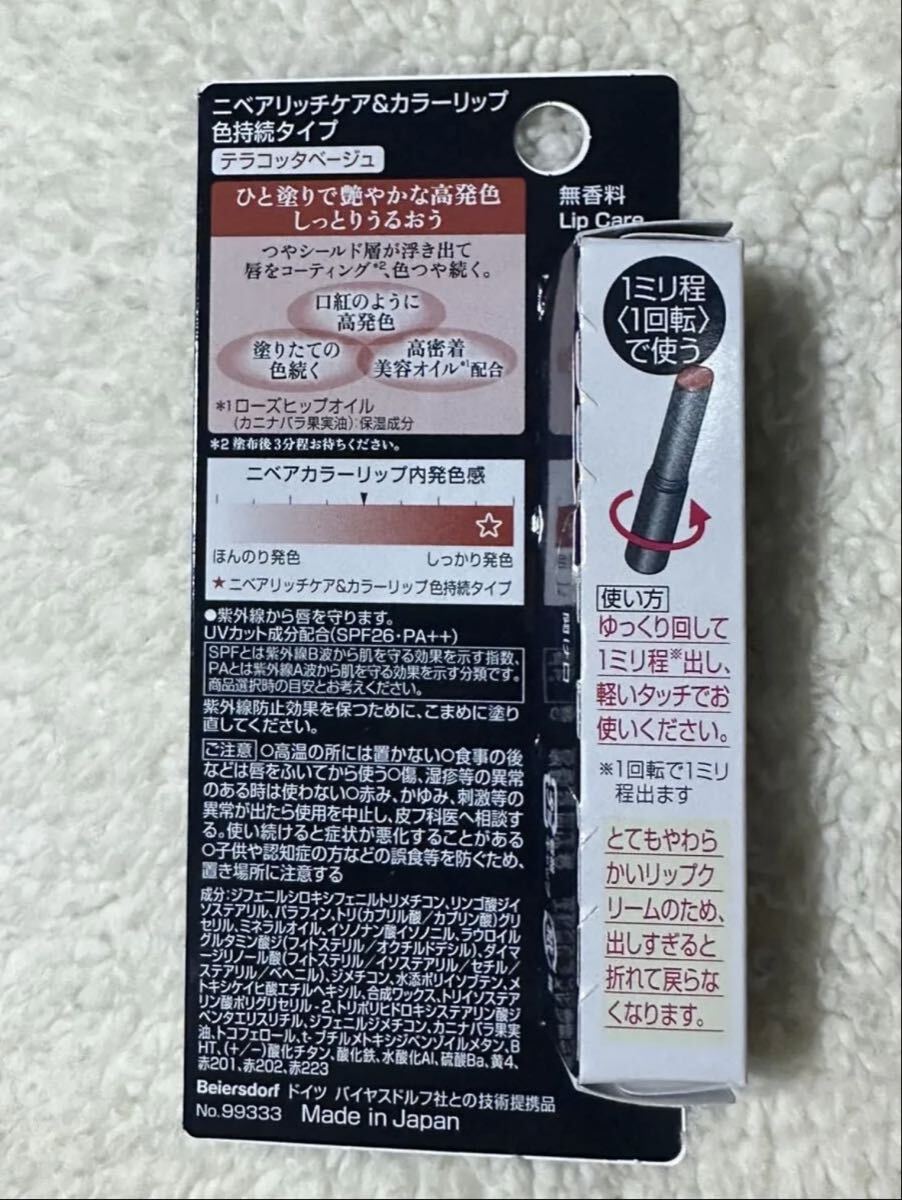 ニベアリッチケア&カラーリップ
色持続タイプ
テラコッタベージュ
ひと塗りで艶やかな高発色
しっとりうるおう
つやシールド層が浮き出て
唇をコーティング*2、色つや続く。
口紅のように
高発色
塗りたての
色続く
高密着
美容オイル*1配合
*1ローズヒップオイル
(カニナバラ果実油):保湿成分
*2 塗布後3分程お待ちください。
ニベアカラーリップ内発色感
ほんのり発色
しっかり発色
★ニベアリッチケア&カラーリップ色持続タイプ
●紫外線から唇を守ります。
UVカット成分配合(SPF26・PA++)
SPFとは紫外線B波から肌を守る効果を示す指数、
PAとは紫外線A波から肌を守る効果を示す分類です。
商品選択時の目安とお考えください。
紫外線防止効果を保つために、こまめに塗り
直してください。
ご注意 ○高温の所には置かない○食事の後
などは唇をふいてから使う○傷、湿疹等の異常
のある時は使わない○赤み、かゆみ、刺激等の
異常が出たら使用を中止し、皮フ科医へ相談す
る。使い続けると症状が悪化することがある
○子供や認知症の方などの誤食等を防ぐため、
置き場所に注意する
成分:ジフェニルシロキシフェニルトリメチコン、リンゴ酸ジイ
ソステアリル、パラフィン、トリ(カプリル酸/カプリン酸)グリ
セリル、ミネラルオイル、イソノナン酸イソノニル、ラウロイル
グルタミン酸ジ(フィトステリル/オクチルドデシル)、ダイマ
ージリノール酸(フィトステリル/イソステアリル/セチル/
ステアリル/ベヘニル)、ジメチコン、水添ポリイソブテン、メ
トキシケイヒ酸エチルヘキシル、合成ワックス、トリイソステア
リン酸ポリグリセリル-2、トリポリヒドロキシステアリン酸ジ
ペンタエリスリチル、ジフェニルジメチコン、カニナバラ果実
油、トコフェロール、t-ブチルメトキシジベンゾイルメタン、B
HT、(+/-)酸化チタン、酸化鉄、水酸化Al、硫酸Ba、黄4、
赤201、赤202、赤223
Beiersdorf ドイツ バイヤスドルフ社との技術提携品
No.99333 Made in Japan
無香料
Lip Care
1ミリ程
〈1回転〉
で使う
使い方
ゆっくり回して
1ミリ程※出し、
軽いタッチでお
使いください。
※1回転で1ミリ
程出ます
とてもやわら
かいリップク
リームのため、
出しすぎると
折れて戻らな
くなります。